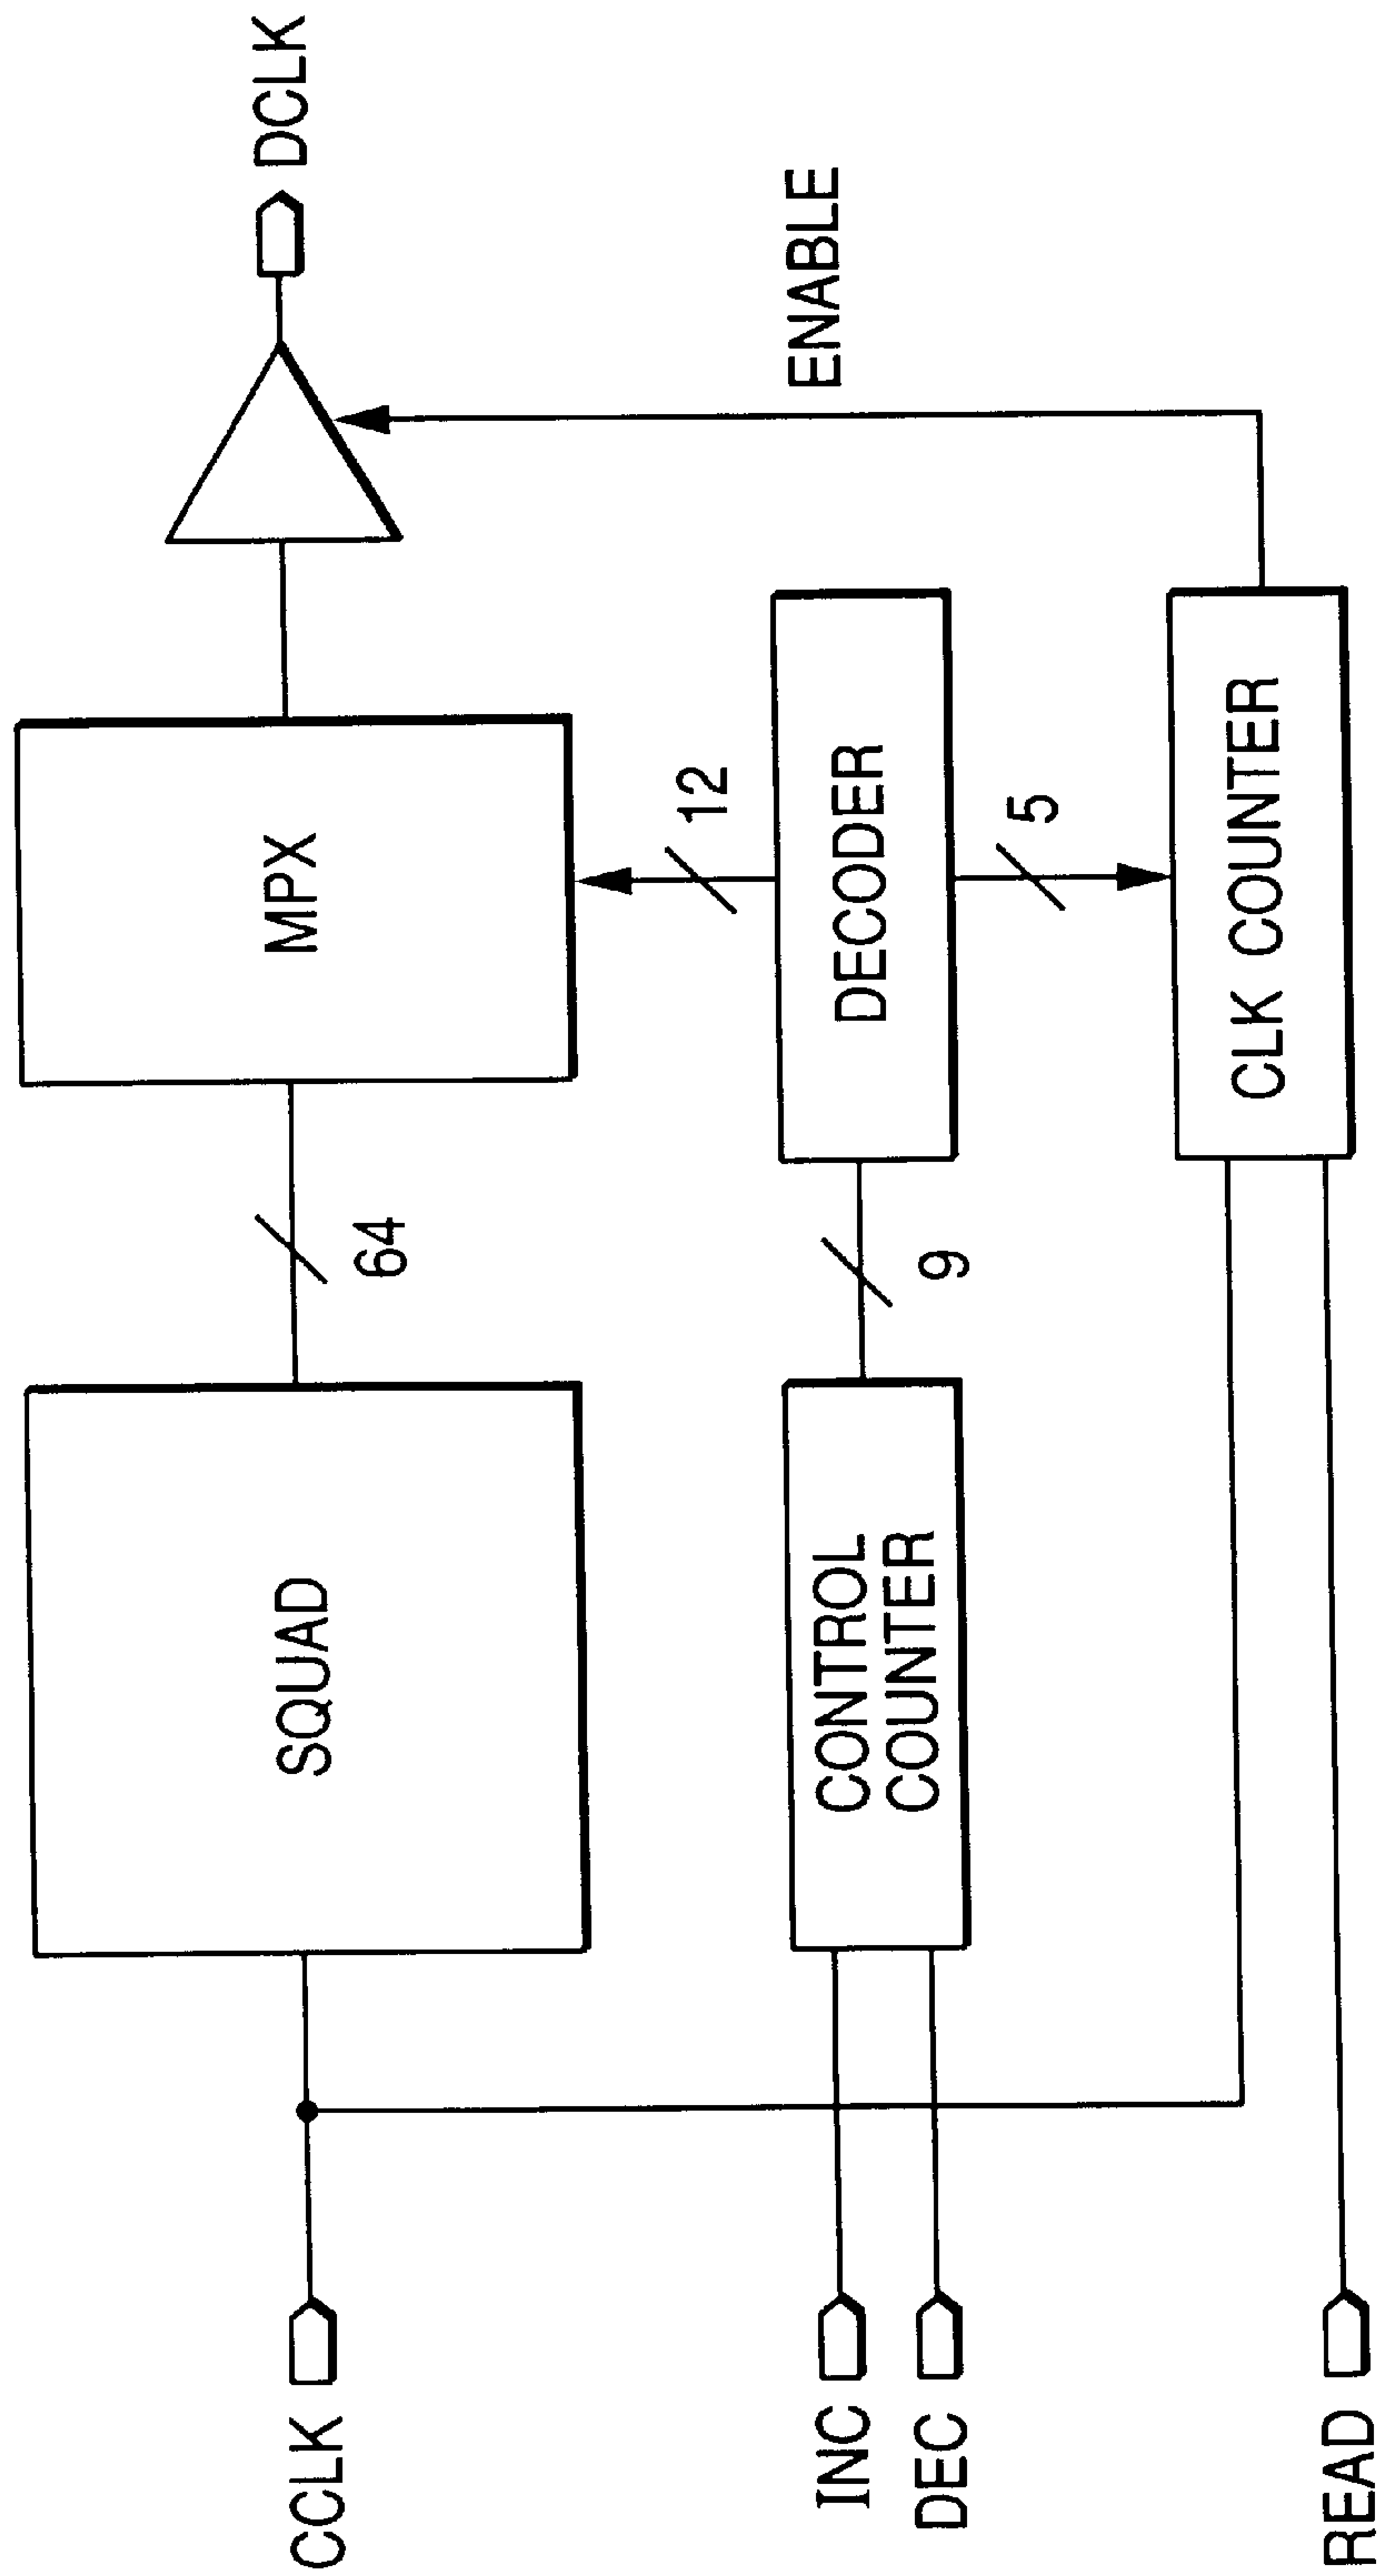 CCLK
SQUAD
64
MPX
DCLK
12
INC
DEC
CONTROL
COUNTER
9
DECODER
ENABLE
5
READ
CLK COUNTER